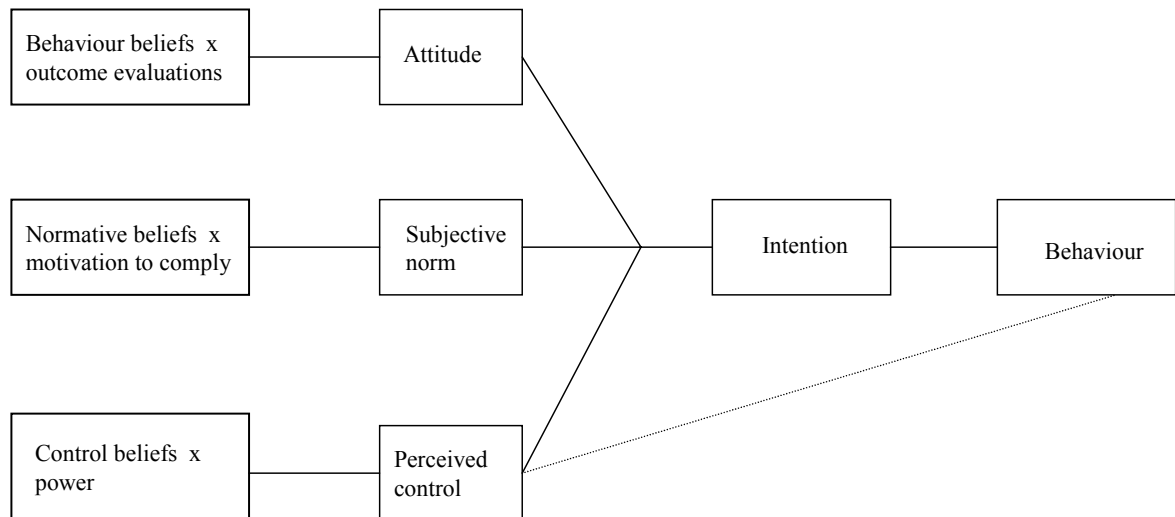 Behaviour beliefs x
outcome evaluations
Attitude
Normative beliefs x
motivation to comply
Subjective
norm
Intention
Behaviour
Control beliefs x
power
Perceived
control